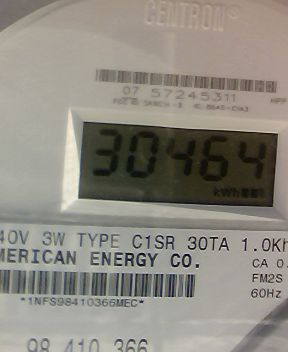 CENTRON®
07 57245311
30464
kWh
40V 3W TYPE C1SR 30TA 1.0Kh
MERICAN ENERGY CO.
CA 0.
FM2S
*1NFS98410366MEC*
60Hz
98 410 366